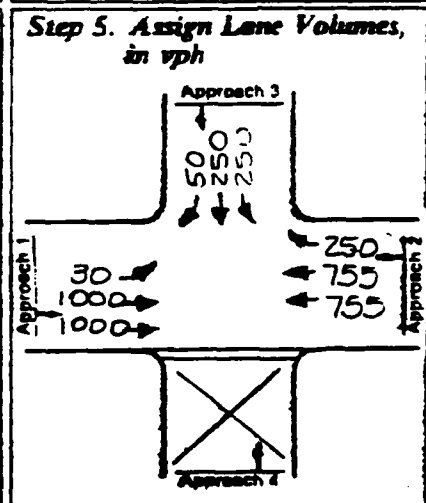 Step 5. Assign Lane Volumes,
in vph
Approach 3
50
250
250
Approach 1
30
1000
1000
250
755
755
Approach 2
Approach 4